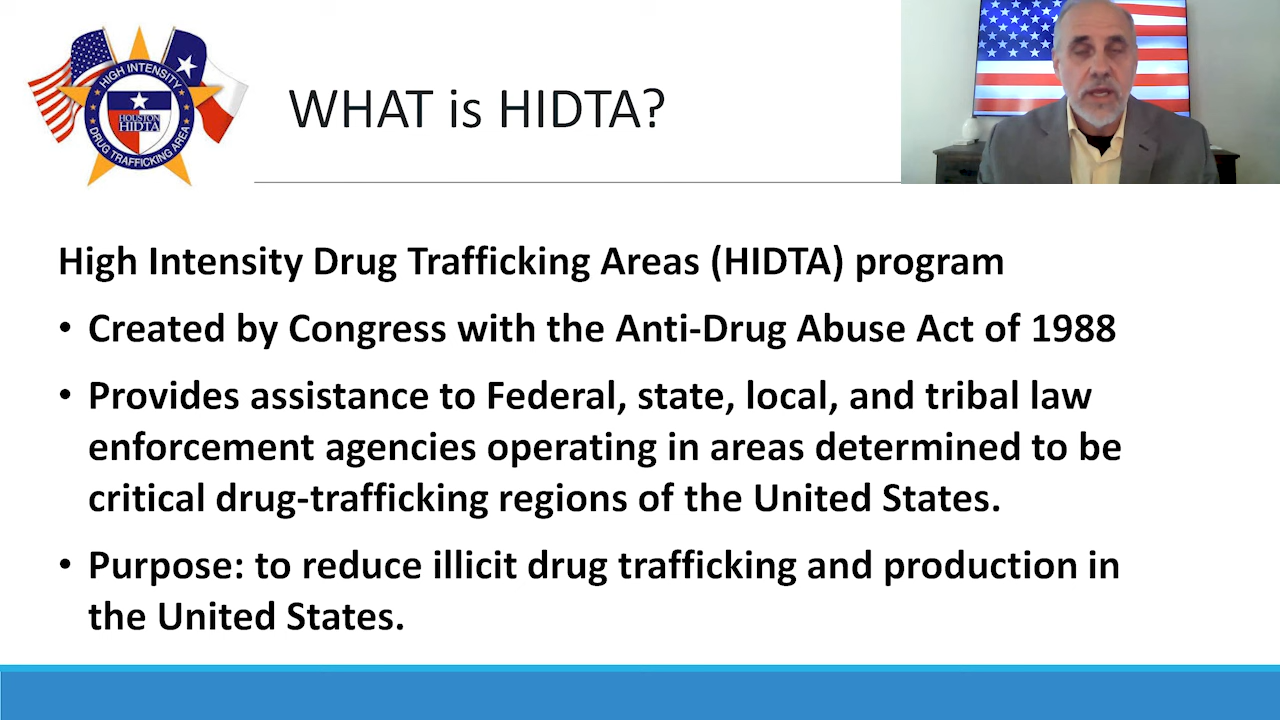 HIGH INTENSITY
HOUSTON
HIDTA
DRUG TRAFFICKING AREA
WHAT is HIDTA?
High Intensity Drug Trafficking Areas (HIDTA) program
• Created by Congress with the Anti-Drug Abuse Act of 1988
• Provides assistance to Federal, state, local, and tribal law
enforcement agencies operating in areas determined to be
critical drug-trafficking regions of the United States.
• Purpose: to reduce illicit drug trafficking and production in
the United States.